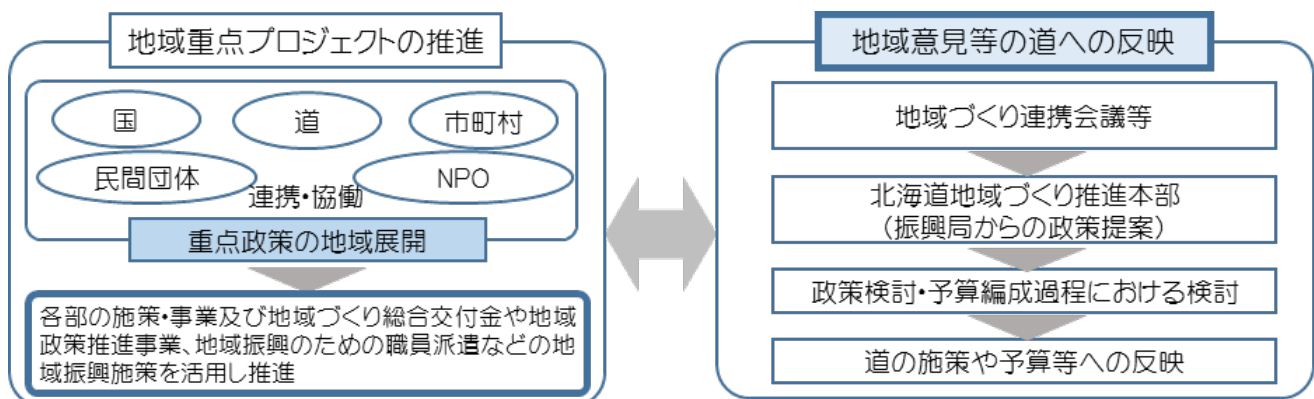 地域重点プロジェクトの推進
国
道
市町村
民間団体
NPO
連携・協働
重点政策の地域展開
各部の施策・事業及び地域づくり総合交付金や地域
政策推進事業、地域振興のための職員派遣などの地
域振興施策を活用し推進
地域意見等の道への反映
地域づくり連携会議等
北海道地域づくり推進本部
（振興局からの政策提案）
政策検討・予算編成過程における検討
道の施策や予算等への反映